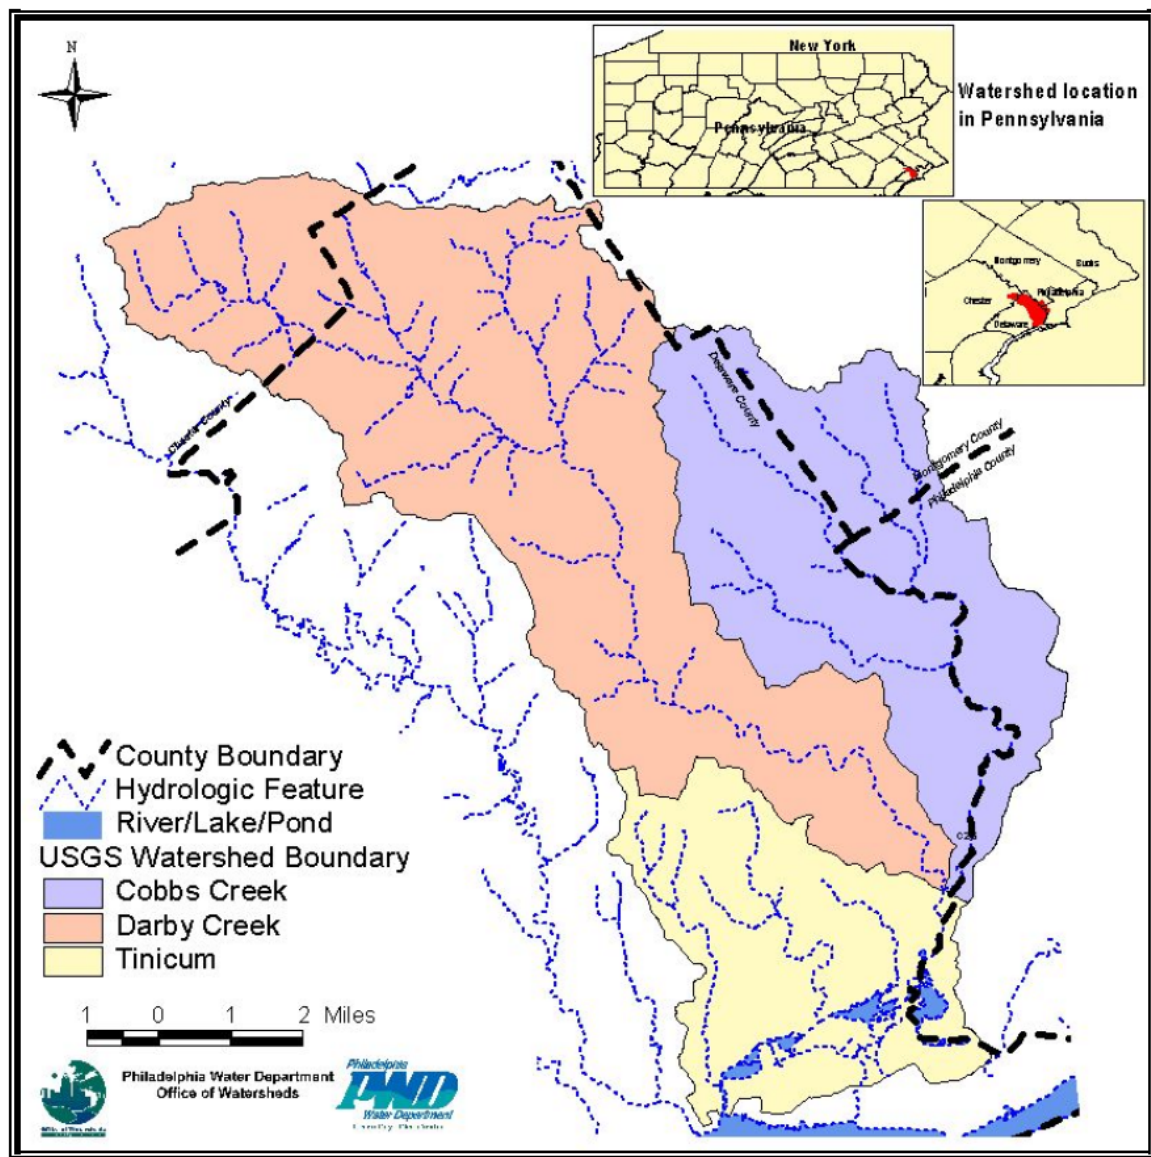 N
New York
Pennsylvania
Watershed location
in Pennsylvania
Montgomery
Bucks
Chester
Philadelphia
Delaware
Delaware County
Chester County
Montgomery County
Philadelphia County
County Boundary
Hydrologic Feature
River/Lake/Pond
USGS Watershed Boundary
Cobbs Creek
Darby Creek
Tinicum
1 0 1 2 Miles
Philadelphia Water Department
Office of Watersheds
Philadelphia
PWD
Water Department